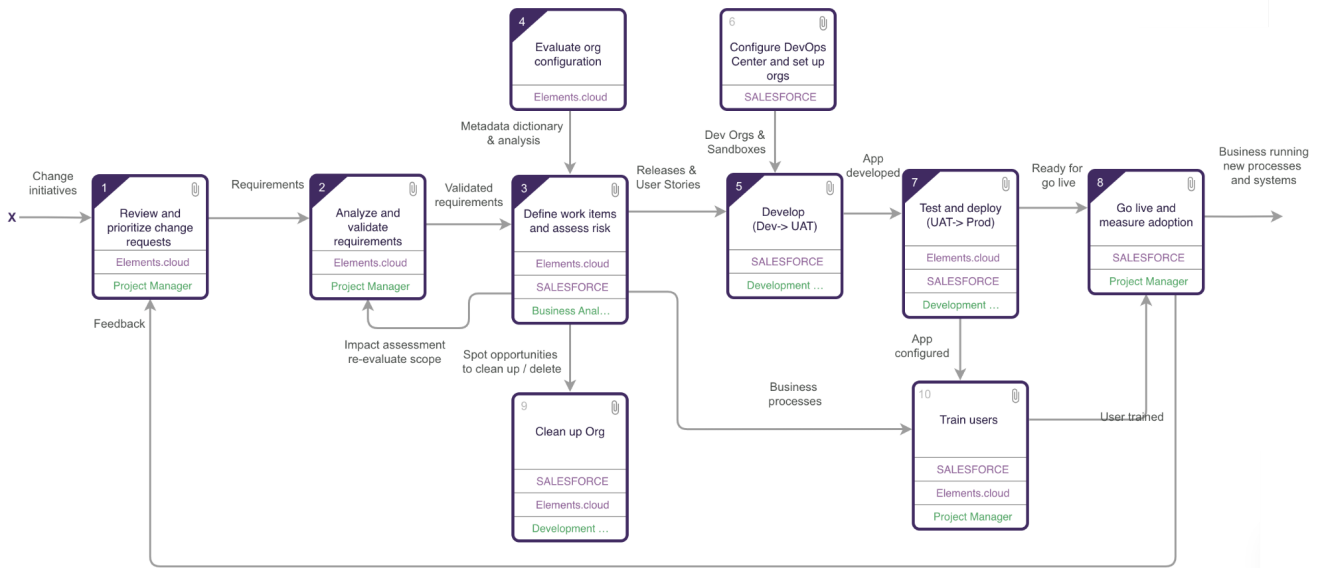 4
Evaluate org
configuration
Elements.cloud
6
Configure DevOps
Center and set up
orgs
SALESFORCE
Metadata dictionary
& analysis
Dev Orgs &
Sandboxes
Change
initiatives
X
1
Review and
prioritize change
requests
Elements.cloud
Project Manager
Requirements
2
Analyze and
validate
requirements
Elements.cloud
Project Manager
Validated
requirements
3
Define work items
and assess risk
Elements.cloud
SALESFORCE
Business Anal...
Releases &
User Stories
5
Develop
(Dev-> UAT)
SALESFORCE
Development ...
App
developed
7
Test and deploy
(UAT-> Prod)
Elements.cloud
SALESFORCE
Development ...
Ready for
go live
8
Go live and
measure adoption
SALESFORCE
Project Manager
Business running
new processes
and systems
Feedback
Impact assessment
re-evaluate scope
Spot opportunities
to clean up / delete
App
configured
Business
processes
9
Clean up Org
SALESFORCE
Elements.cloud
Development ...
10
Train users
SALESFORCE
Elements.cloud
Project Manager
User trained